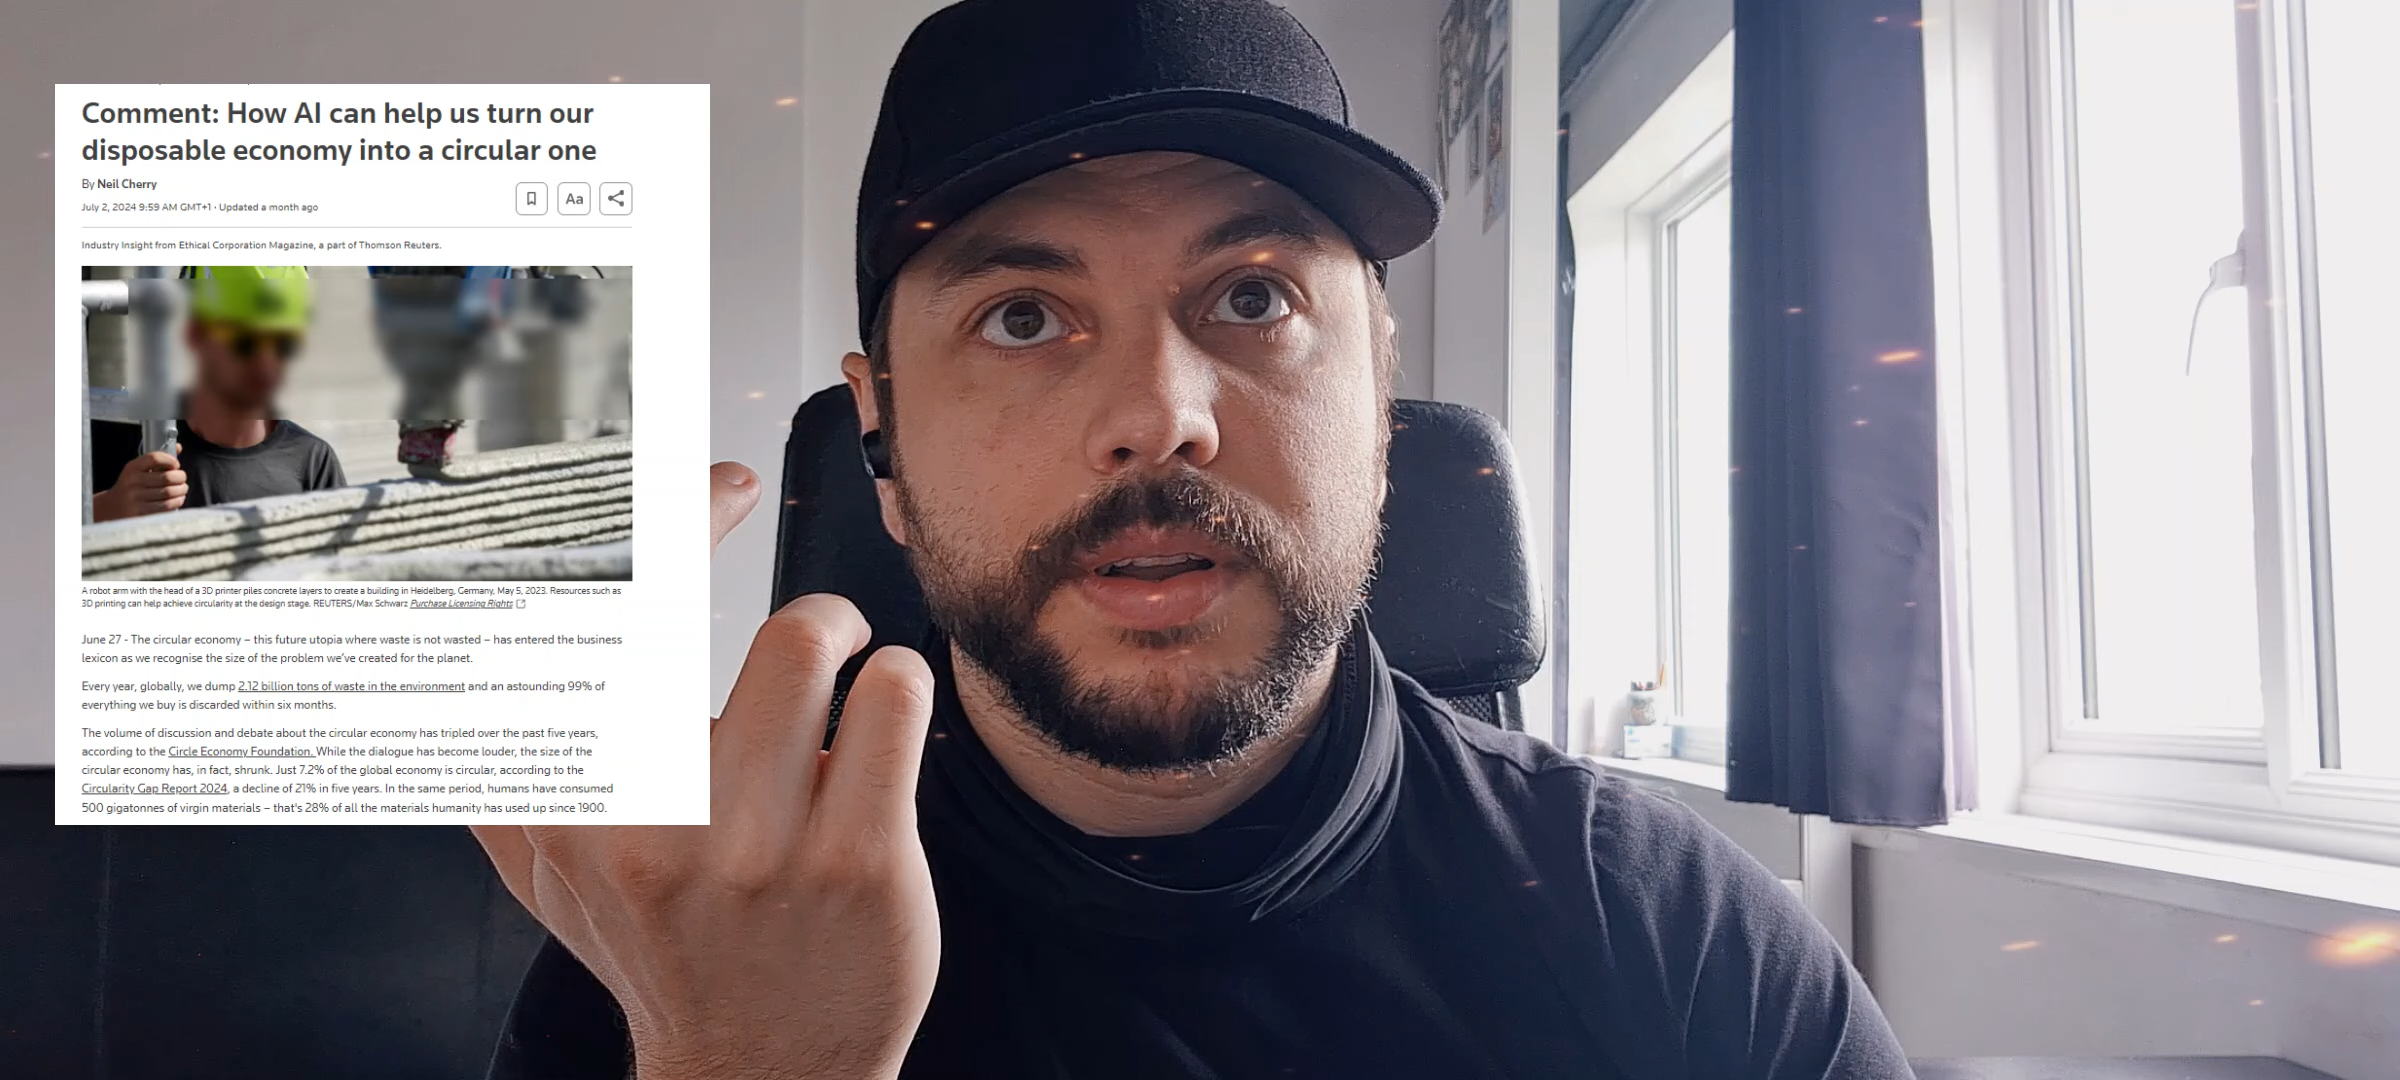 Comment: How AI can help us turn our
disposable economy into a circular one
By Neil Cherry
July 2, 2024 9:59 AM GMT+1 · Updated a month ago
Aa
Industry Insight from Ethical Corporation Magazine, a part of Thomson Reuters.
A robot arm with the head of a 3D printer piles concrete layers to create a building in Heidelberg, Germany, May 5, 2023. Resources such as
3D printing can help achieve circularity at the design stage. REUTERS/Max Schwarz Purchase Licensing Rights
June 27 - The circular economy – this future utopia where waste is not wasted – has entered the business
lexicon as we recognise the size of the problem we've created for the planet.
Every year, globally, we dump 2.12 billion tons of waste in the environment and an astounding 99% of
everything we buy is discarded within six months.
The volume of discussion and debate about the circular economy has tripled over the past five years,
according to the Circle Economy Foundation. While the dialogue has become louder, the size of the
circular economy has, in fact, shrunk. Just 7.2% of the global economy is circular, according to the
Circularity Gap Report 2024, a decline of 21% in five years. In the same period, humans have consumed
500 gigatonnes of virgin materials – that's 28% of all the materials humanity has used up since 1900.